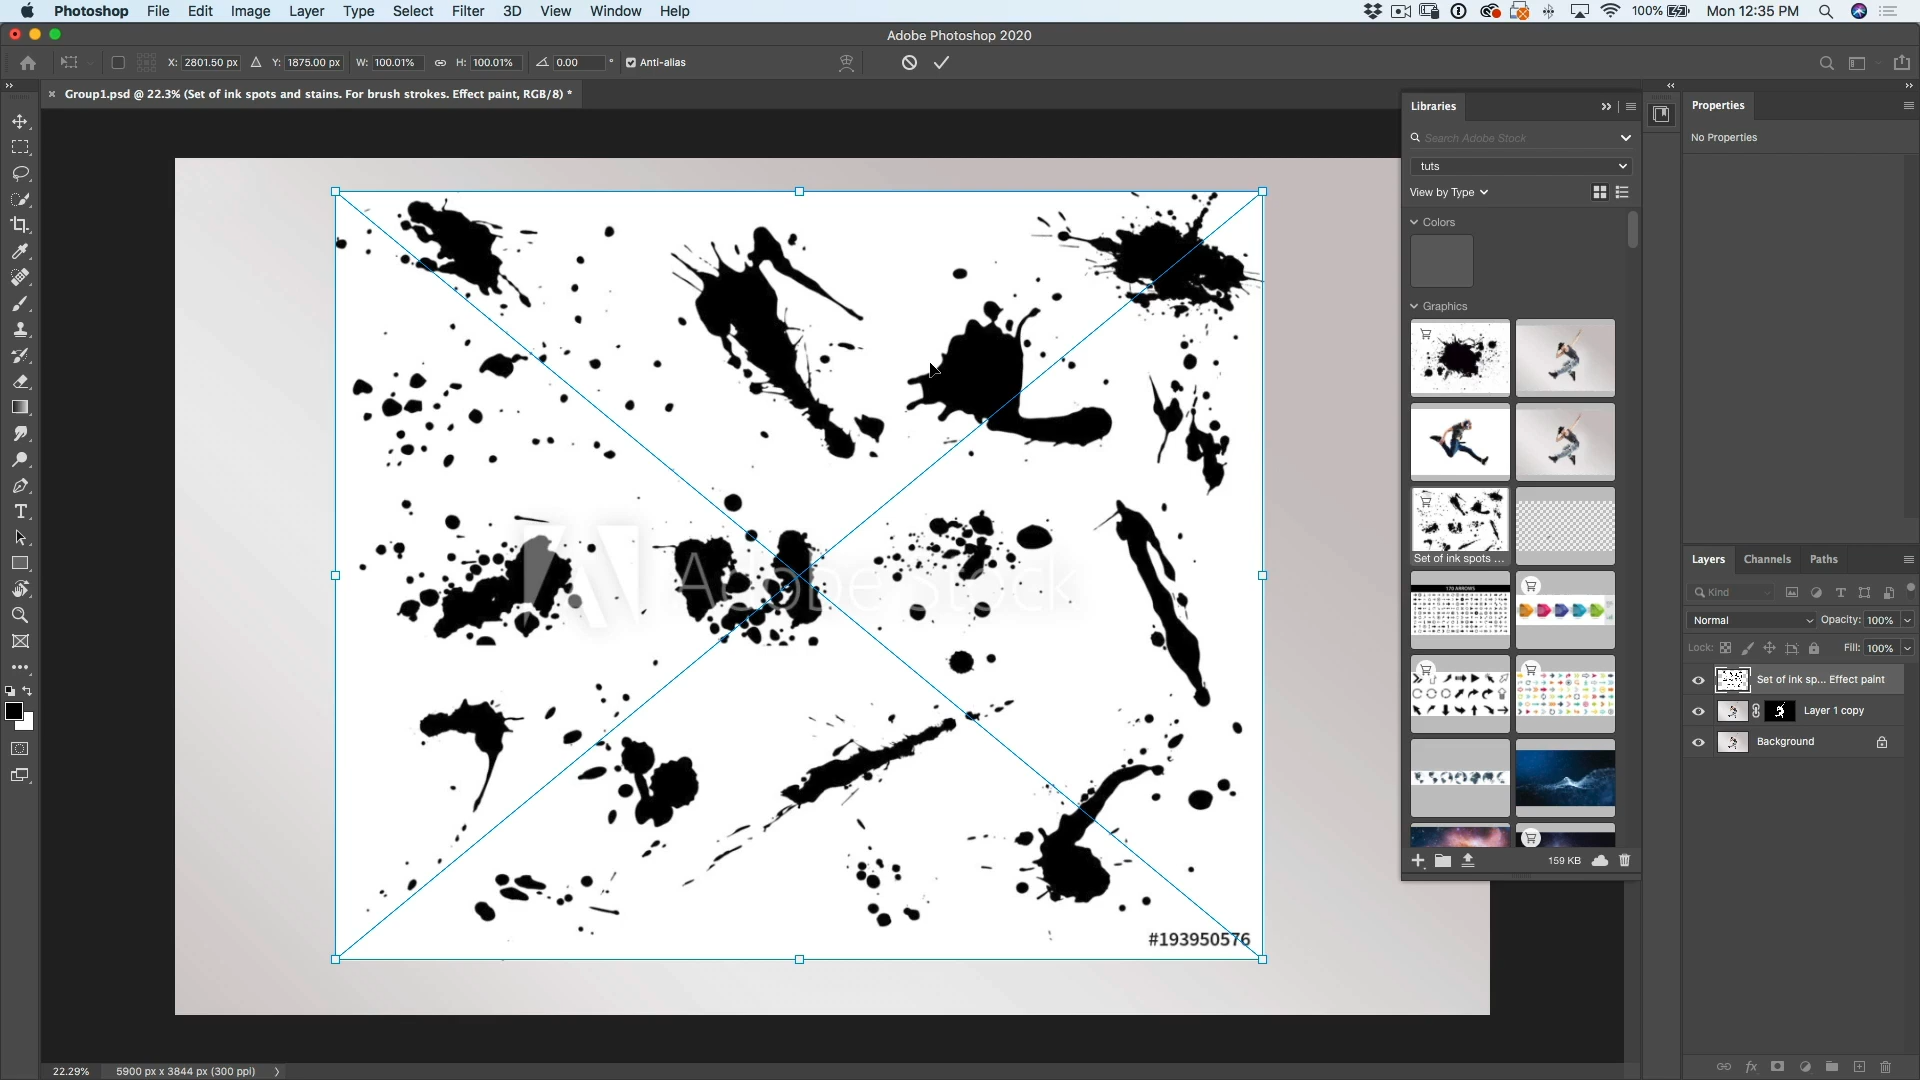 Photoshop File Edit Image Layer Type Select Filter 3D View Window Help 100% Mon 12:35 PM
Adobe Photoshop 2020
X: 2801.50 px Y: 1875.00 px W: 100.01% H: 100.01% 0.00 ° Anti-alias
Group1.psd @ 22.3% (Set of ink spots and stains. For brush strokes. Effect paint, RGB/8) *
Libraries
Search Adobe Stock
tuts
View by Type
Colors
Graphics
Set of ink spots ...
170 ARROWS
159 KB
Properties
No Properties
Layers Channels Paths
Kind
Normal Opacity: 100%
Lock: Fill: 100%
Set of ink sp... Effect paint
Layer 1 copy
Background
Adobe Stock
#193950576
22.29% 5900 px x 3844 px (300 ppi)